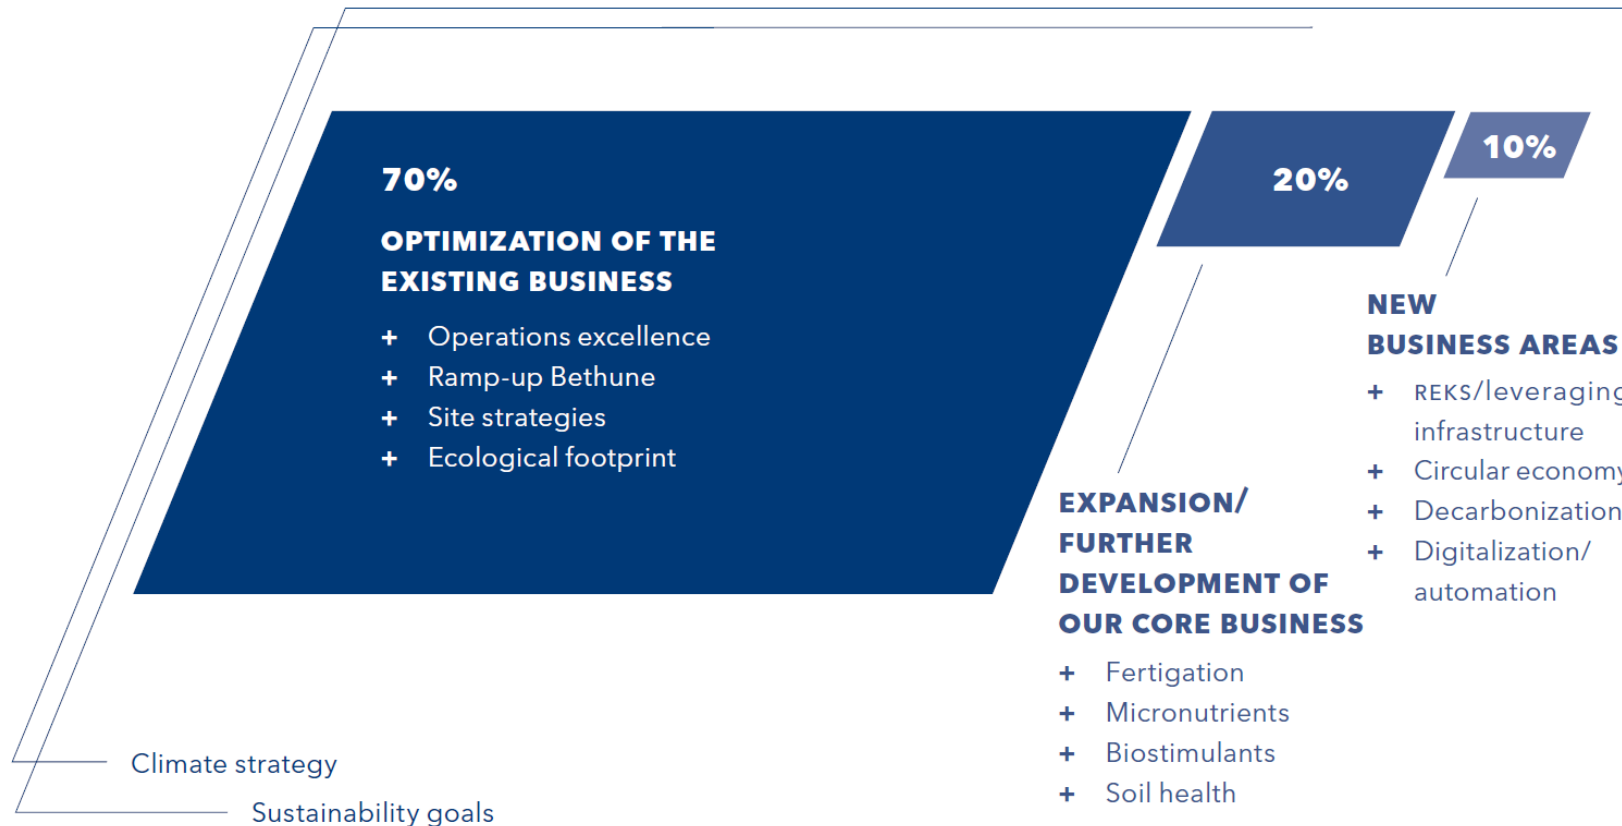 70%
OPTIMIZATION OF THE
EXISTING BUSINESS
+ Operations excellence
+ Ramp-up Bethune
+ Site strategies
+ Ecological footprint
20%
EXPANSION/
FURTHER
DEVELOPMENT OF
OUR CORE BUSINESS
+ Fertigation
+ Micronutrients
+ Biostimulants
+ Soil health
10%
NEW
BUSINESS AREAS
+ REKS/leveraging
infrastructure
+ Circular economy
+ Decarbonization
+ Digitalization/
automation
Climate strategy
Sustainability goals